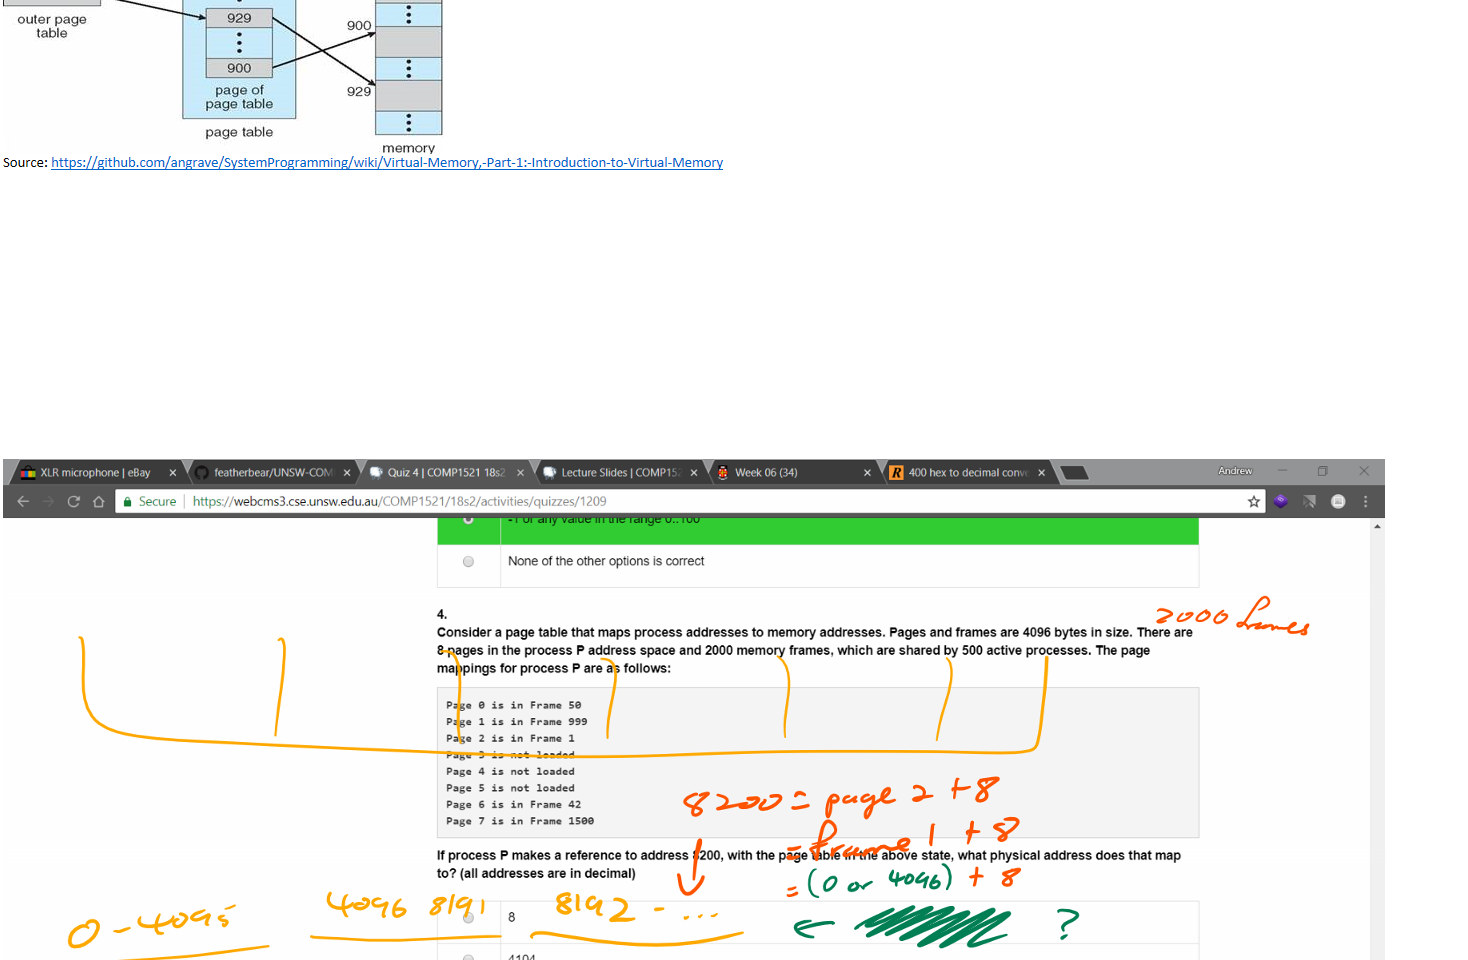 929
900
outer page
table
900
page of
page table
929
page table
memory
Source: https://github.com/angrave/SystemProgramming/wiki/Virtual-Memory,-Part-1:-Introduction-to-Virtual-Memory
XLR microphone | eBay
featherbear/UNSW-COM
Quiz 4 | COMP1521 18s2
Lecture Slides | COMP15
Week 06 (34)
400 hex to decimal conve
Andrew
Secure
https://webcms3.cse.unsw.edu.au/COMP1521/18s2/activities/quizzes/1209
-1 or any value in the range 0..100
None of the other options is correct
4.
2000 frames
Consider a page table that maps process addresses to memory addresses. Pages and frames are 4096 bytes in size. There are
8 pages in the process P address space and 2000 memory frames, which are shared by 500 active processes. The page
mappings for process P are as follows:
Page 0 is in Frame 50
Page 1 is in Frame 999
Page 2 is in Frame 1
Page 3 is not loaded
Page 4 is not loaded
Page 5 is not loaded
Page 6 is in Frame 42
Page 7 is in Frame 1500
8200 = page 2 + 8
= frame 1 + 8
If process P makes a reference to address 8200, with the page table in the above state, what physical address does that map
to? (all addresses are in decimal)
= (0 or 4096) + 8
0 - 4095
4096 8191
8192 - ...
8
← ?
4104